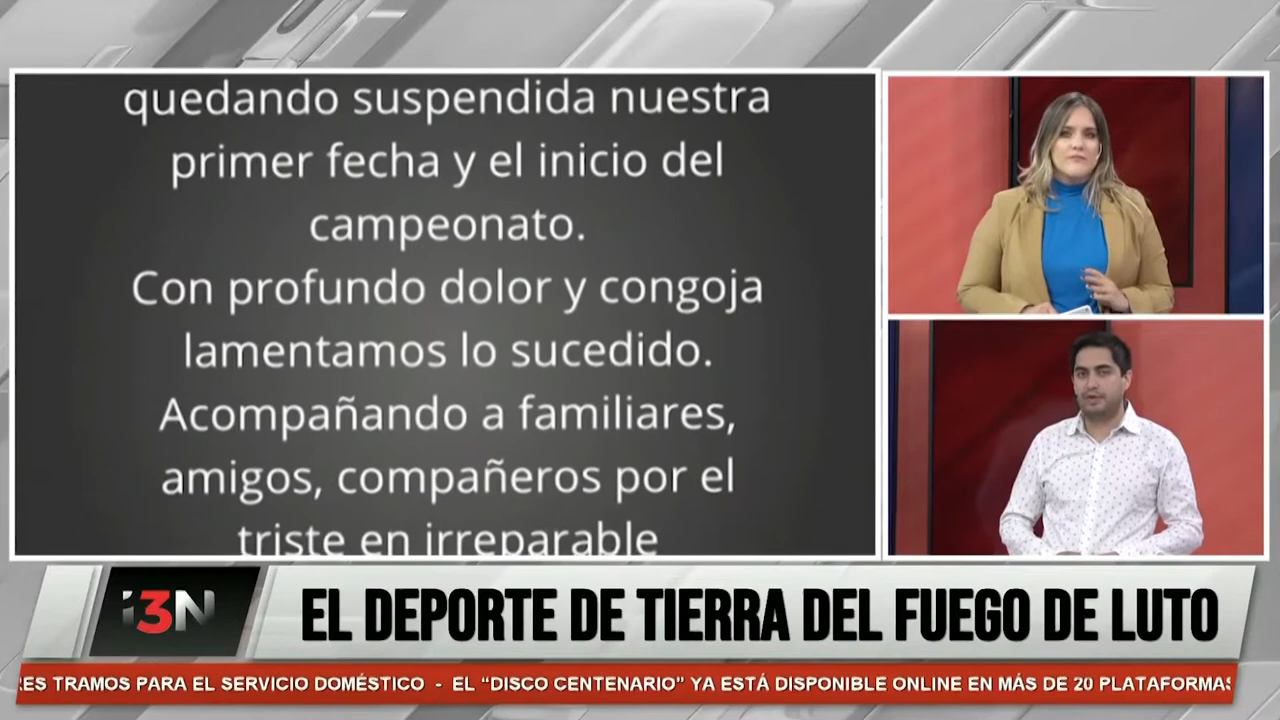 quedando suspendida nuestra
primer fecha y el inicio del
campeonato.
Con profundo dolor y congoja
lamentamos lo sucedido.
Acompañando a familiares,
amigos, compañeros por el
triste en irreparable
i3N
EL DEPORTE DE TIERRA DEL FUEGO DE LUTO
TRAMOS PARA EL SERVICIO DOMÉSTICO - EL “DISCO CENTENARIO” YA ESTÁ DISPONIBLE ONLINE EN MÁS DE 20 PLATAFORMAS